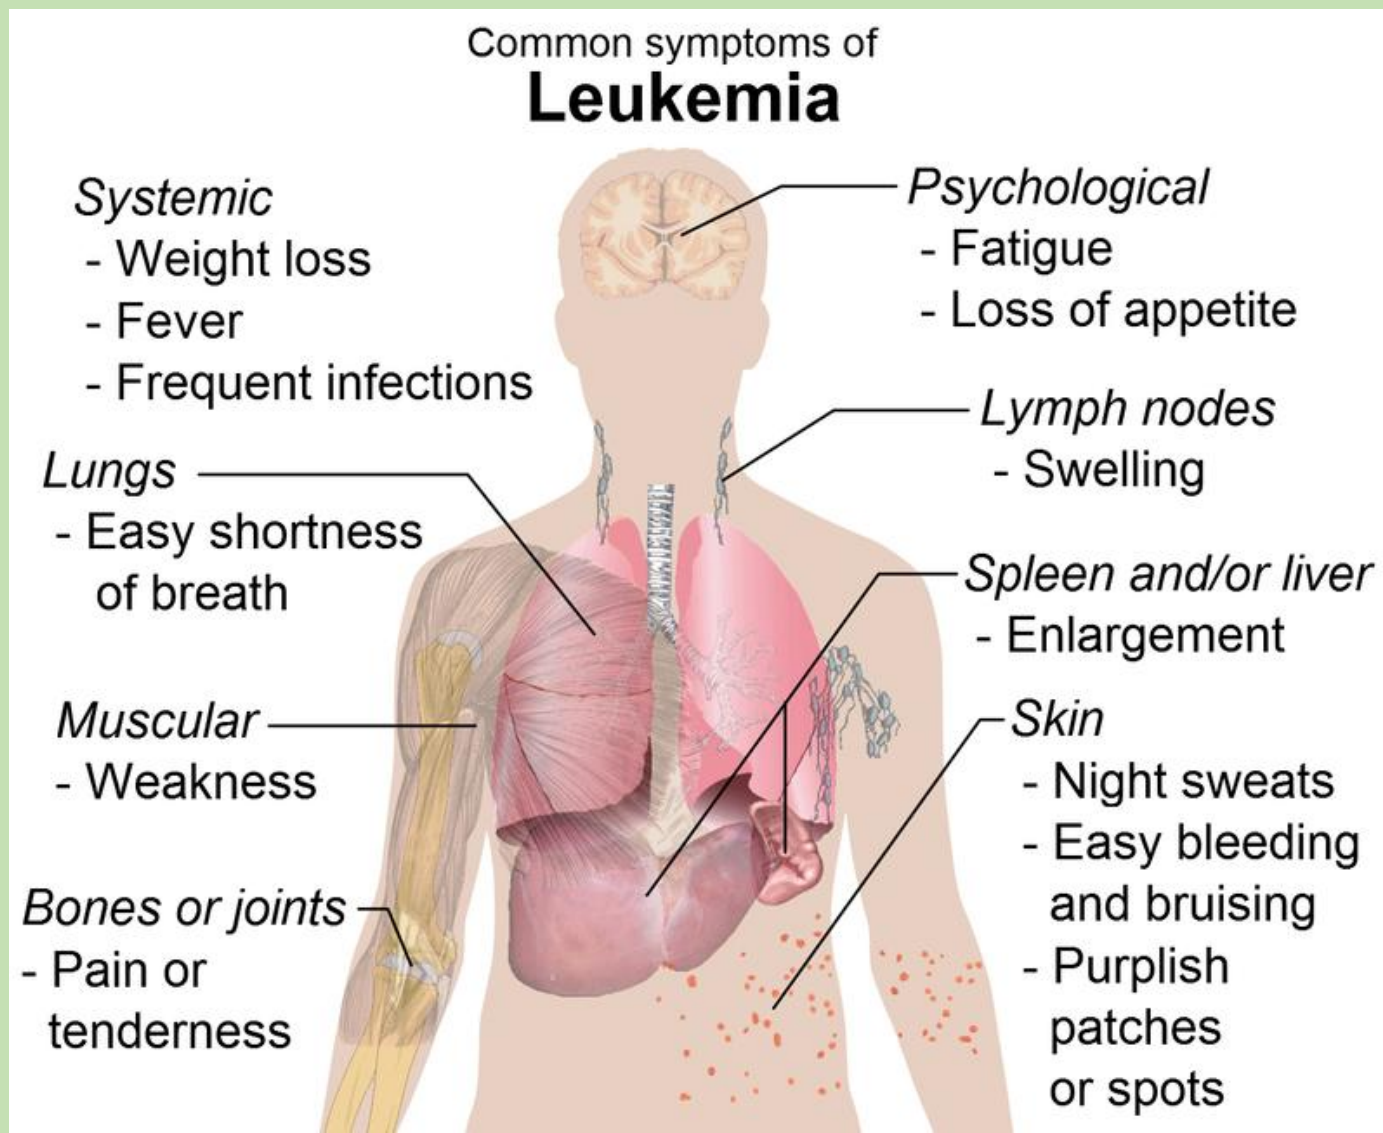 Common symptoms of
Leukemia
Systemic
- Weight loss
- Fever
- Frequent infections
Lungs
- Easy shortness
of breath
Muscular
- Weakness
Bones or joints
- Pain or
tenderness
Psychological
- Fatigue
- Loss of appetite
Lymph nodes
- Swelling
Spleen and/or liver
- Enlargement
Skin
- Night sweats
- Easy bleeding
and bruising
- Purplish
patches
or spots